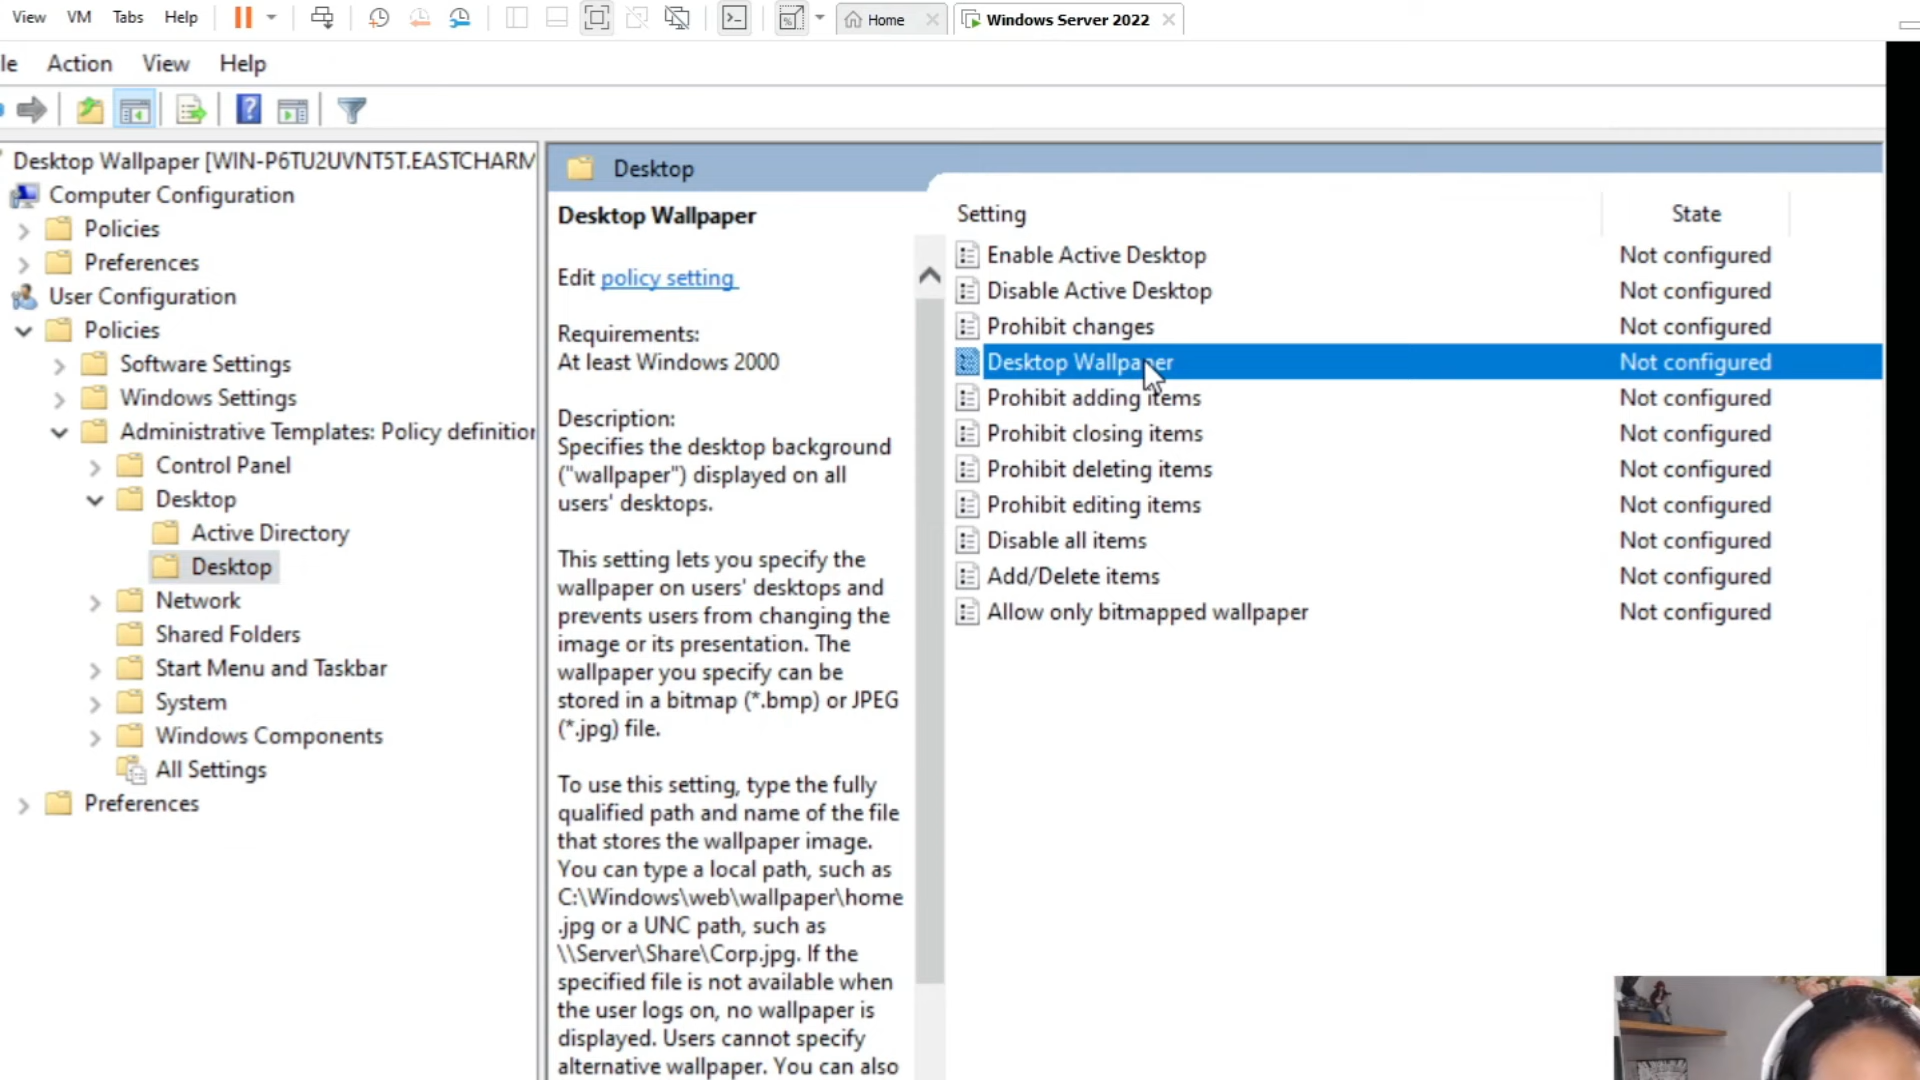 View VM Tabs Help
Home
Windows Server 2022
Action View Help
Desktop Wallpaper [WIN-P6TU2UVNT5T.EASTCHARM
Computer Configuration
Policies
Preferences
User Configuration
Policies
Software Settings
Windows Settings
Administrative Templates: Policy definition
Control Panel
Desktop
Active Directory
Desktop
Network
Shared Folders
Start Menu and Taskbar
System
Windows Components
All Settings
Preferences
Desktop
Desktop Wallpaper
Edit policy setting
Requirements:
At least Windows 2000
Description:
Specifies the desktop background
("wallpaper") displayed on all
users' desktops.
This setting lets you specify the
wallpaper on users' desktops and
prevents users from changing the
image or its presentation. The
wallpaper you specify can be
stored in a bitmap (*.bmp) or JPEG
(*.jpg) file.
To use this setting, type the fully
qualified path and name of the file
that stores the wallpaper image.
You can type a local path, such as
C:\Windows\web\wallpaper\home
.jpg or a UNC path, such as
\\Server\Share\Corp.jpg. If the
specified file is not available when
the user logs on, no wallpaper is
displayed. Users cannot specify
alternative wallpaper. You can also
Setting State
Enable Active Desktop Not configured
Disable Active Desktop Not configured
Prohibit changes Not configured
Desktop Wallpaper Not configured
Prohibit adding items Not configured
Prohibit closing items Not configured
Prohibit deleting items Not configured
Prohibit editing items Not configured
Disable all items Not configured
Add/Delete items Not configured
Allow only bitmapped wallpaper Not configured